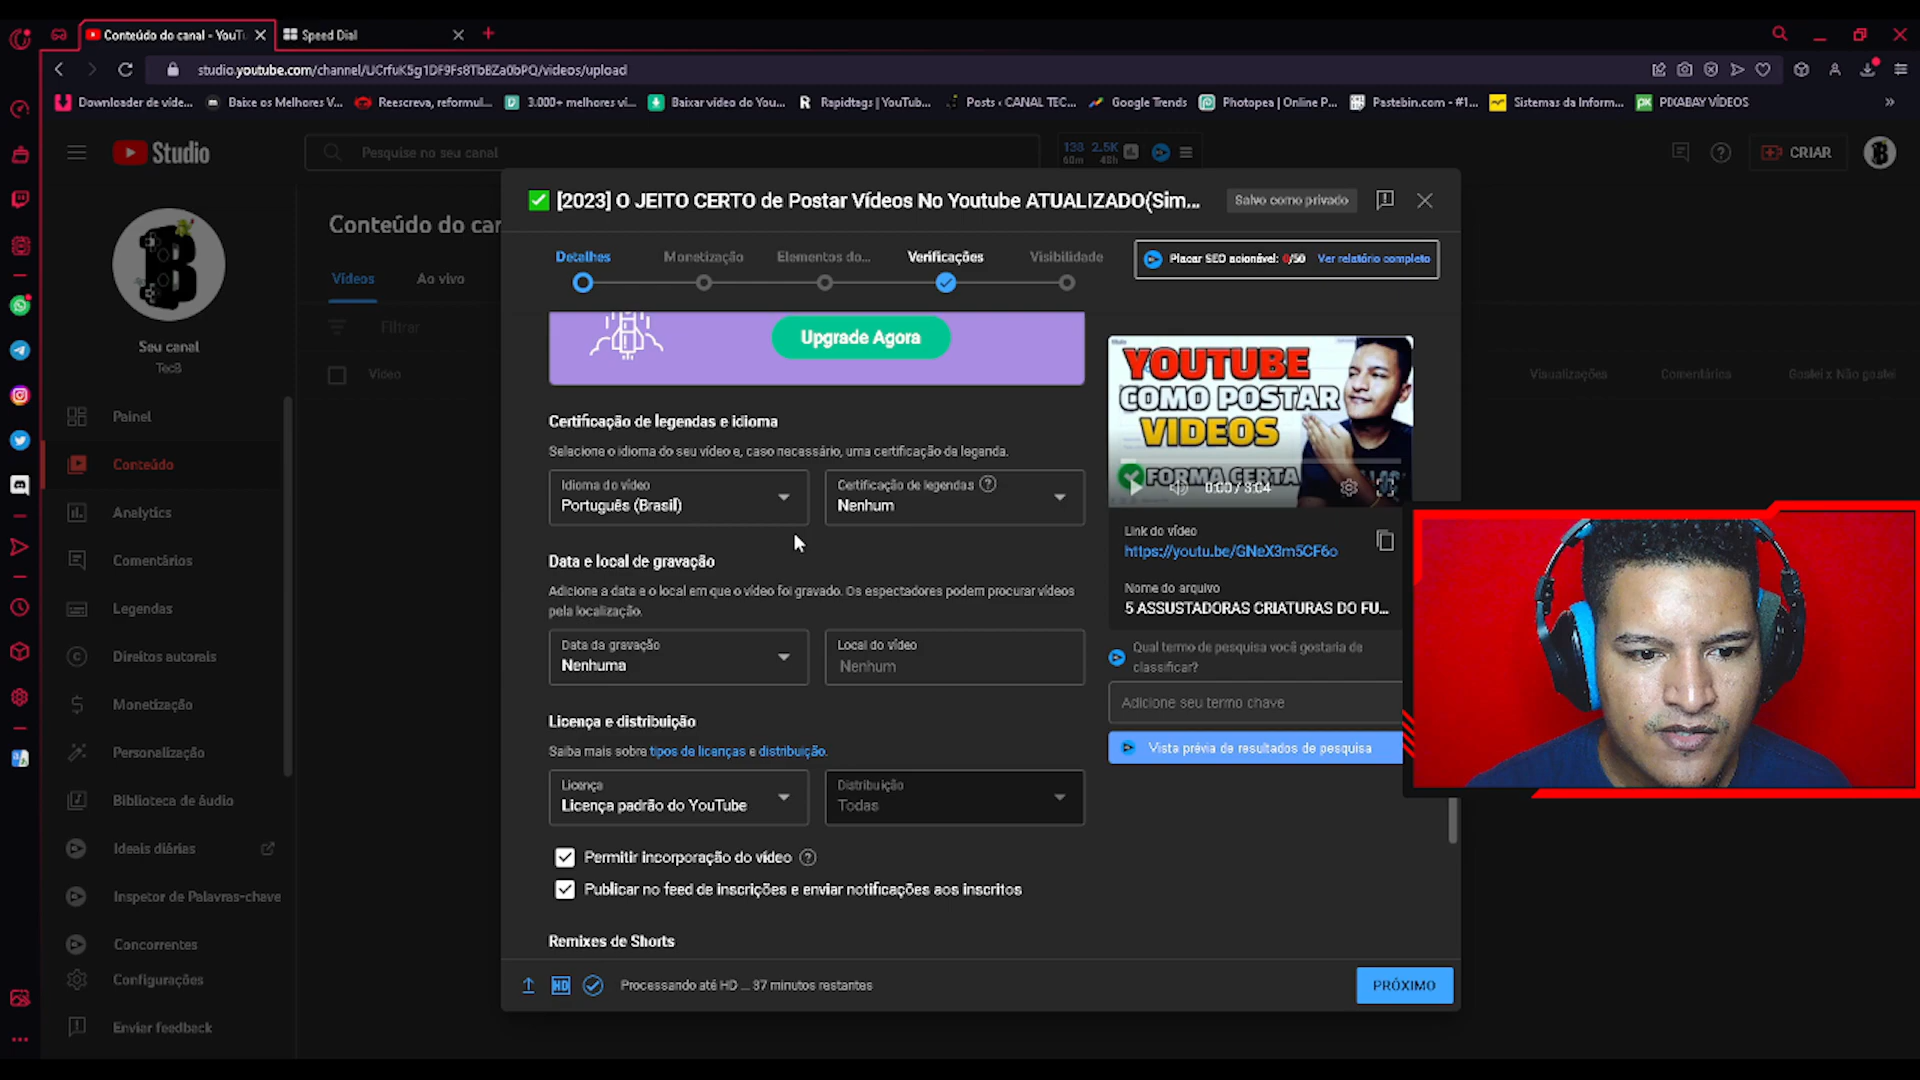 Conteúdo do canal - YouTu
Speed Dial
studio.youtube.com/channel/UCrfuK5g1DF9Fs8TbBZa0bPQ/videos/upload
Downloader de víde...
Baixe os Melhores V...
Reescreva, reformul...
3.000+ melhores ví...
Baixar vídeo do You...
Rapidtags | YouTub...
Posts ‹ CANAL TEC...
Google Trends
Photopea | Online P...
Pastebin.com - #1...
Sistemas da Inform...
PIXABAY VÍDEOS
Studio
Pesquise no seu canal
138 2.5K
60m 48h
CRIAR
[2023] O JEITO CERTO de Postar Vídeos No Youtube ATUALIZADO(Sim...
Salvo como privado
Detalhes
Monetização
Elementos do...
Verificações
Visibilidade
Placar SEO acionável: 0/50 Ver relatório completo
Conteúdo do can
Vídeos
Ao vivo
Filtrar
Vídeo
Visualizações
Comentários
Gostei x Não gostei
Seu canal
TecB
Painel
Conteúdo
Analytics
Comentários
Legendas
Direitos autorais
Monetização
Personalização
Biblioteca de áudio
Ideais diárias
Inspetor de Palavras-chave
Concorrentes
Configurações
Enviar feedback
Upgrade Agora
Certificação de legendas e idioma
Selecione o idioma do seu vídeo e, caso necessário, uma certificação da legenda.
Idioma do vídeo
Português (Brasil)
Certificação de legendas
Nenhum
Data e local de gravação
Adicione a data e o local em que o vídeo foi gravado. Os espectadores podem procurar vídeos
pela localização.
Data da gravação
Nenhuma
Local do vídeo
Nenhum
Licença e distribuição
Saiba mais sobre tipos de licenças e distribuição.
Licença
Licença padrão do YouTube
Distribuição
Todas
Permitir incorporação do vídeo
Publicar no feed de inscrições e enviar notificações aos inscritos
Remixes de Shorts
Processando até HD ... 37 minutos restantes
PRÓXIMO
YOUTUBE
COMO POSTAR
VIDEOS
FORMA CERTA
0:00 / 3:04
Link do vídeo
https://youtu.be/GNeX3m5CF6o
Nome do arquivo
5 ASSUSTADORAS CRIATURAS DO FU...
Qual termo de pesquisa você gostaria de
classificar?
Adicione seu termo chave
Vista prévia de resultados de pesquisa